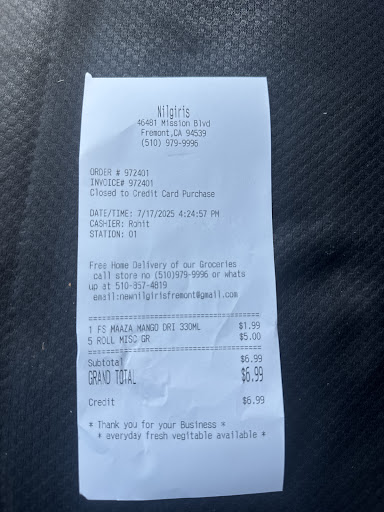 Nilgiris
46481 Mission Blvd
Fremont,CA 94539
(510) 979-9996
ORDER # 972401
INVOICE# 972401
Closed to Credit Card Purchase
DATE/TIME: 7/17/2025 4:24:57 PM
CASHIER: Rohit
STATION: 01
Free Home Delivery of our Groceries
call store no (510)979-9996 or whats
up at 510-857-4819
email:newnilgirisfremont@gmail.com
1 FS MAAZA MANGO DRI 330ML $1.99
5 ROLL MISC GR $5.00
Subtotal $6.99
GRAND TOTAL $6.99
Credit $6.99
* Thank you for your Business *
* everyday fresh vegitable available *